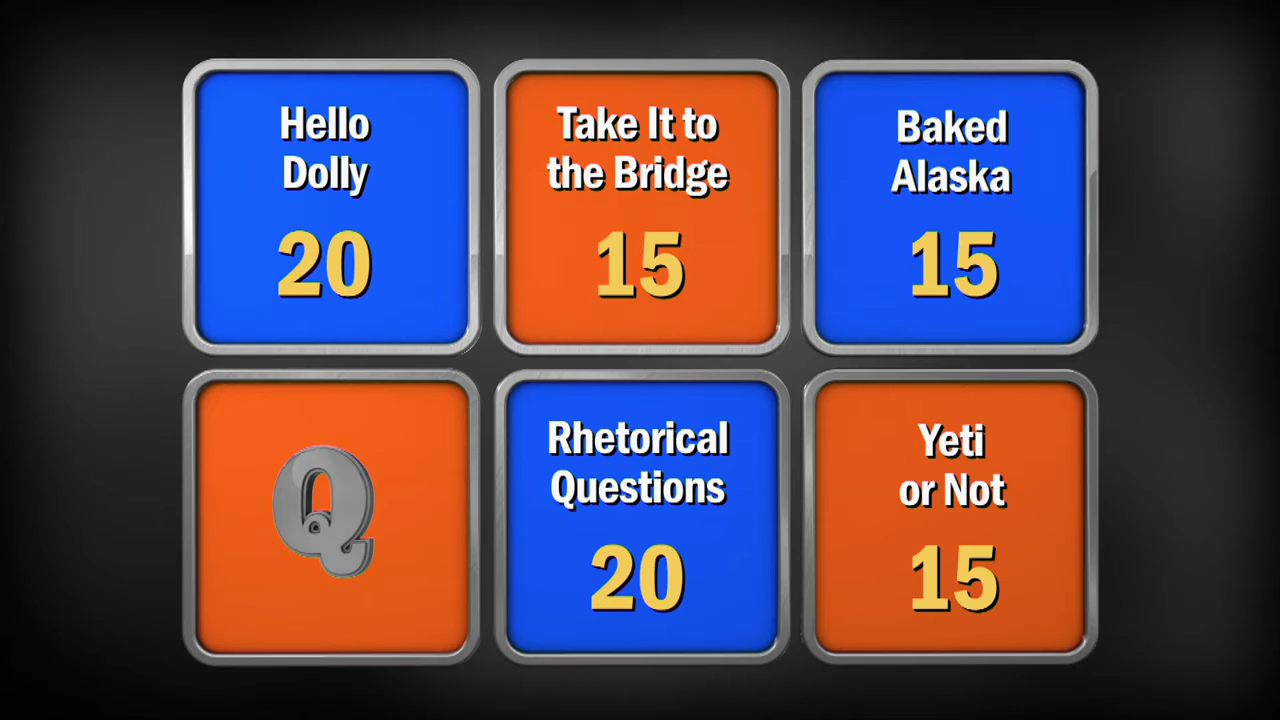 Hello
Dolly
20
Take It to
the Bridge
15
Baked
Alaska
15
Q
Rhetorical
Questions
20
Yeti
or Not
15